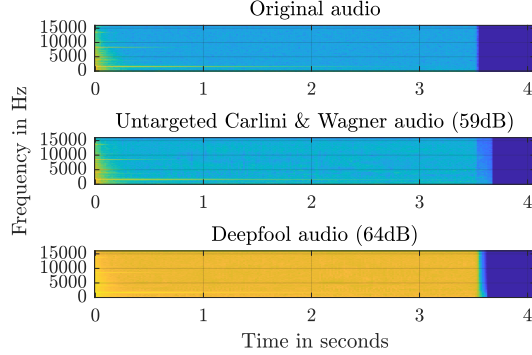 Original audio
15000
10000
5000
0
0 1 2 3 4
Untargeted Carlini & Wagner audio (59dB)
15000
10000
5000
0
0 1 2 3 4
Deepfool audio (64dB)
15000
10000
5000
0
0 1 2 3 4
Time in seconds
Frequency in Hz